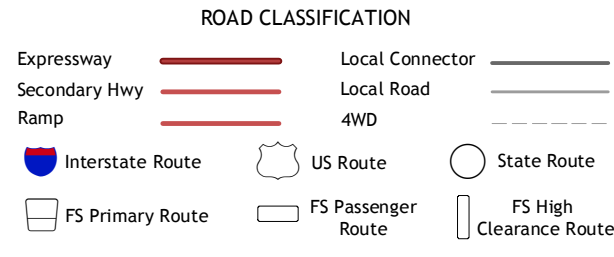 ROAD CLASSIFICATION
Expressway
Local Connector
Secondary Hwy
Local Road
Ramp
4WD
Interstate Route
US Route
State Route
FS Primary Route
FS Passenger
Route
FS High
Clearance Route